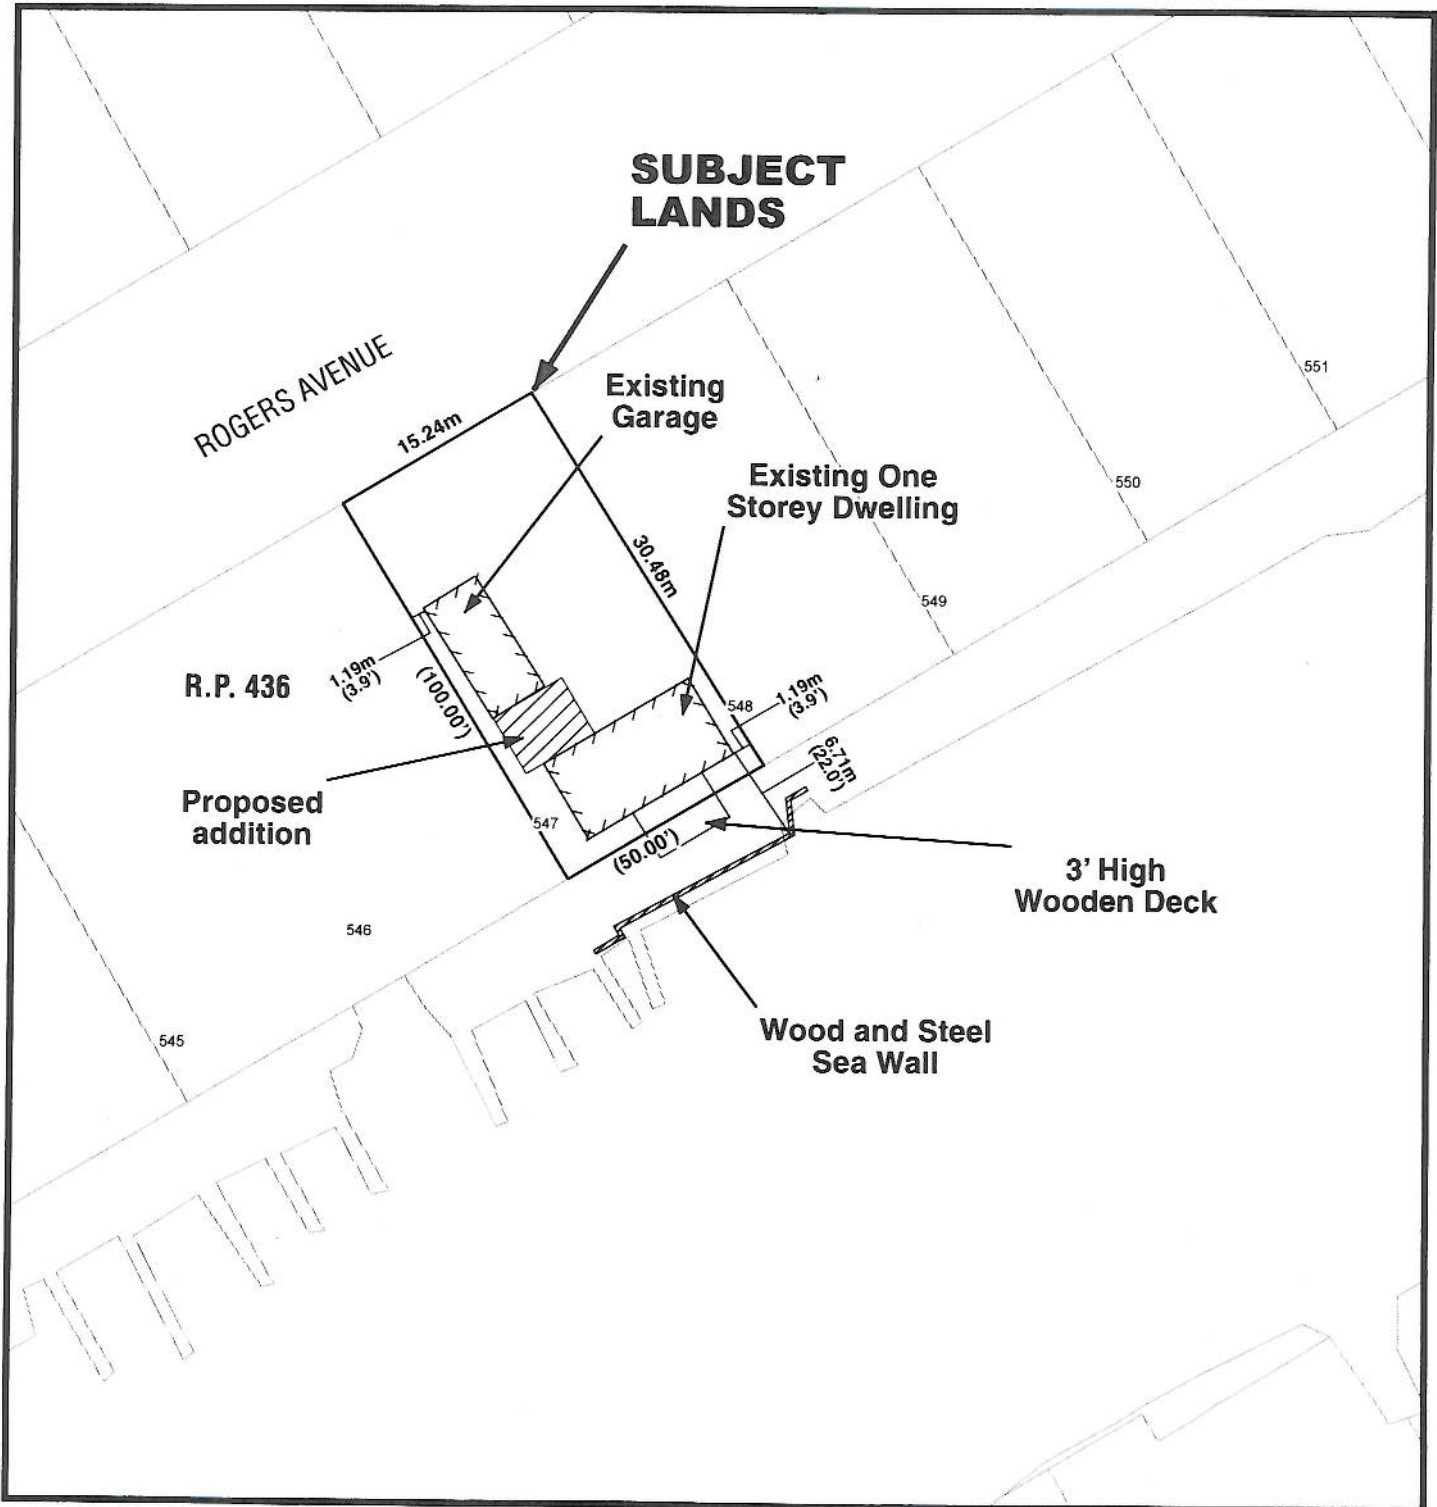 SUBJECT
LANDS
ROGERS AVENUE
15.24m
Existing
Garage
551
Existing One
Storey Dwelling
550
30.48m
549
1.19m
(3.9')
R.P. 436
(100.00')
548
1.19m
(3.9')
6.71m
(22.0')
Proposed
addition
547
(50.00')
3' High
Wooden Deck
546
Wood and Steel
Sea Wall
545